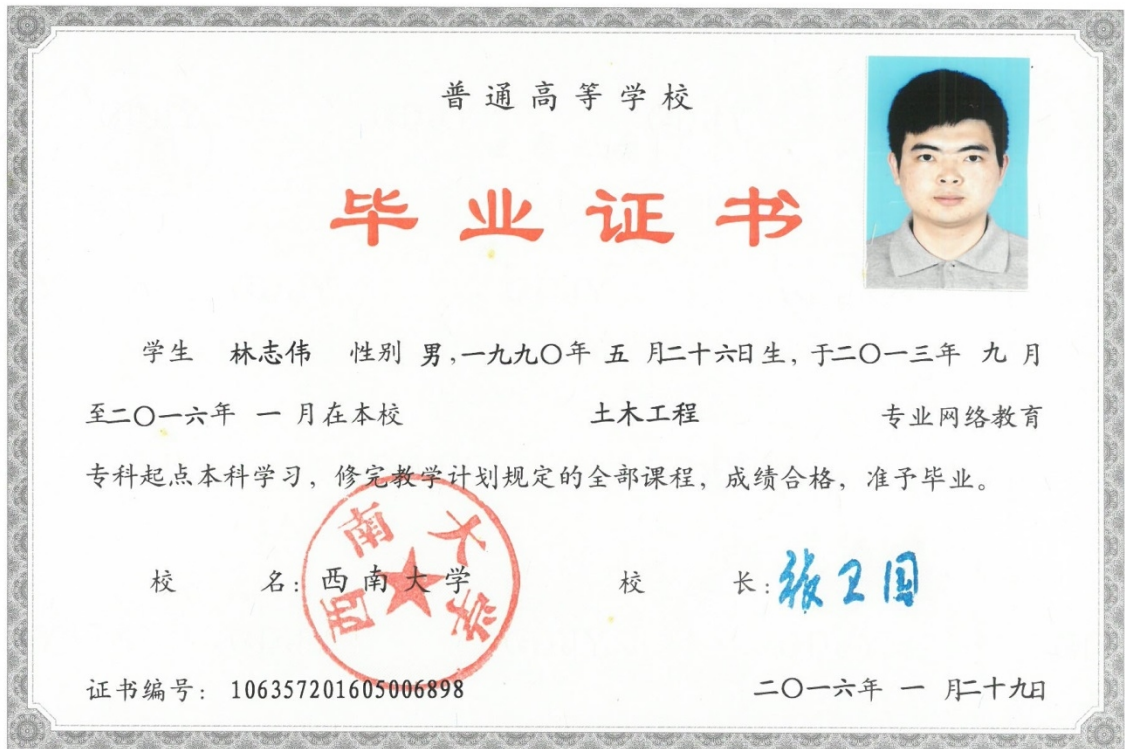 普通高等学校
毕业证书
学生 林志伟 性别 男,一九九〇年 五 月二十六日生,于二〇一三年 九 月
至二〇一六年 一 月在本校 土木工程 专业网络教育
专科起点本科学习,修完教学计划规定的全部课程,成绩合格,准予毕业。
西南大学
校 名:西南大学 校 长:张卫国
证书编号:106357201605006898 二〇一六年 一 月二十九日